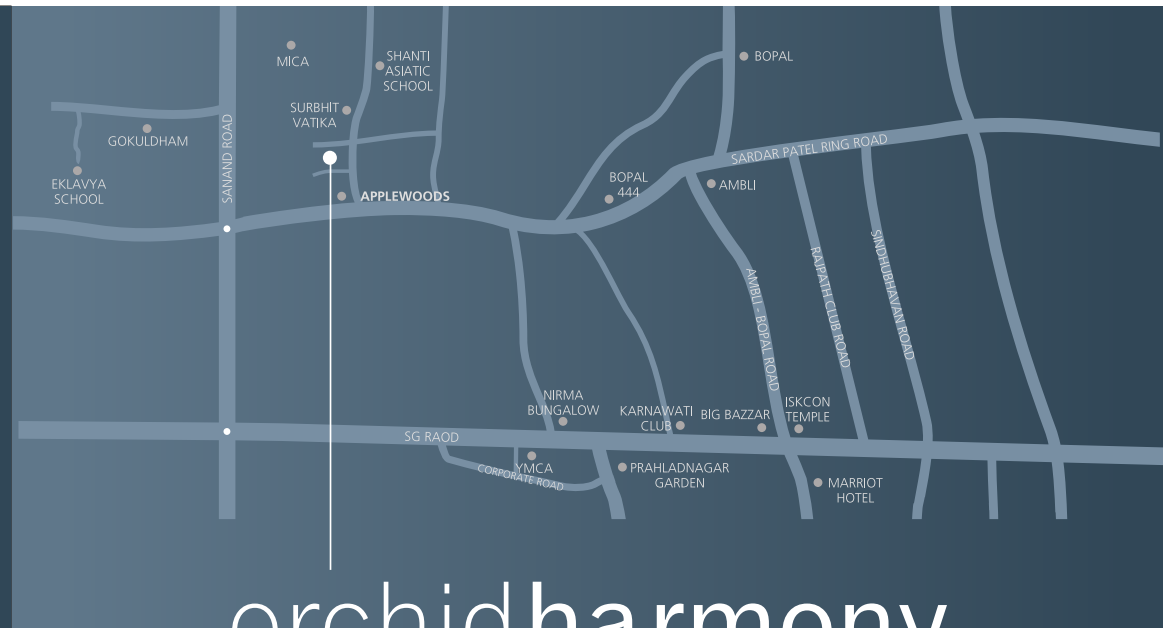 MICA
SHANTI
ASIATIC
SCHOOL
BOPAL
SURBHIT
VATIKA
GOKULDHAM
SANAND ROAD
SARDAR PATEL RING ROAD
EKLAVYA
SCHOOL
APPLEWOODS
BOPAL
444
AMBLI
AMBLI - BOPAL ROAD
RAJPATH CLUB ROAD
SINDHUBHAVAN ROAD
NIRMA
BUNGALOW
KARNAWATI
CLUB
BIG BAZZAR
ISKCON
TEMPLE
SG RAOD
YMCA
CORPORATE ROAD
PRAHLADNAGAR
GARDEN
MARRIOT
HOTEL
orchidharmony